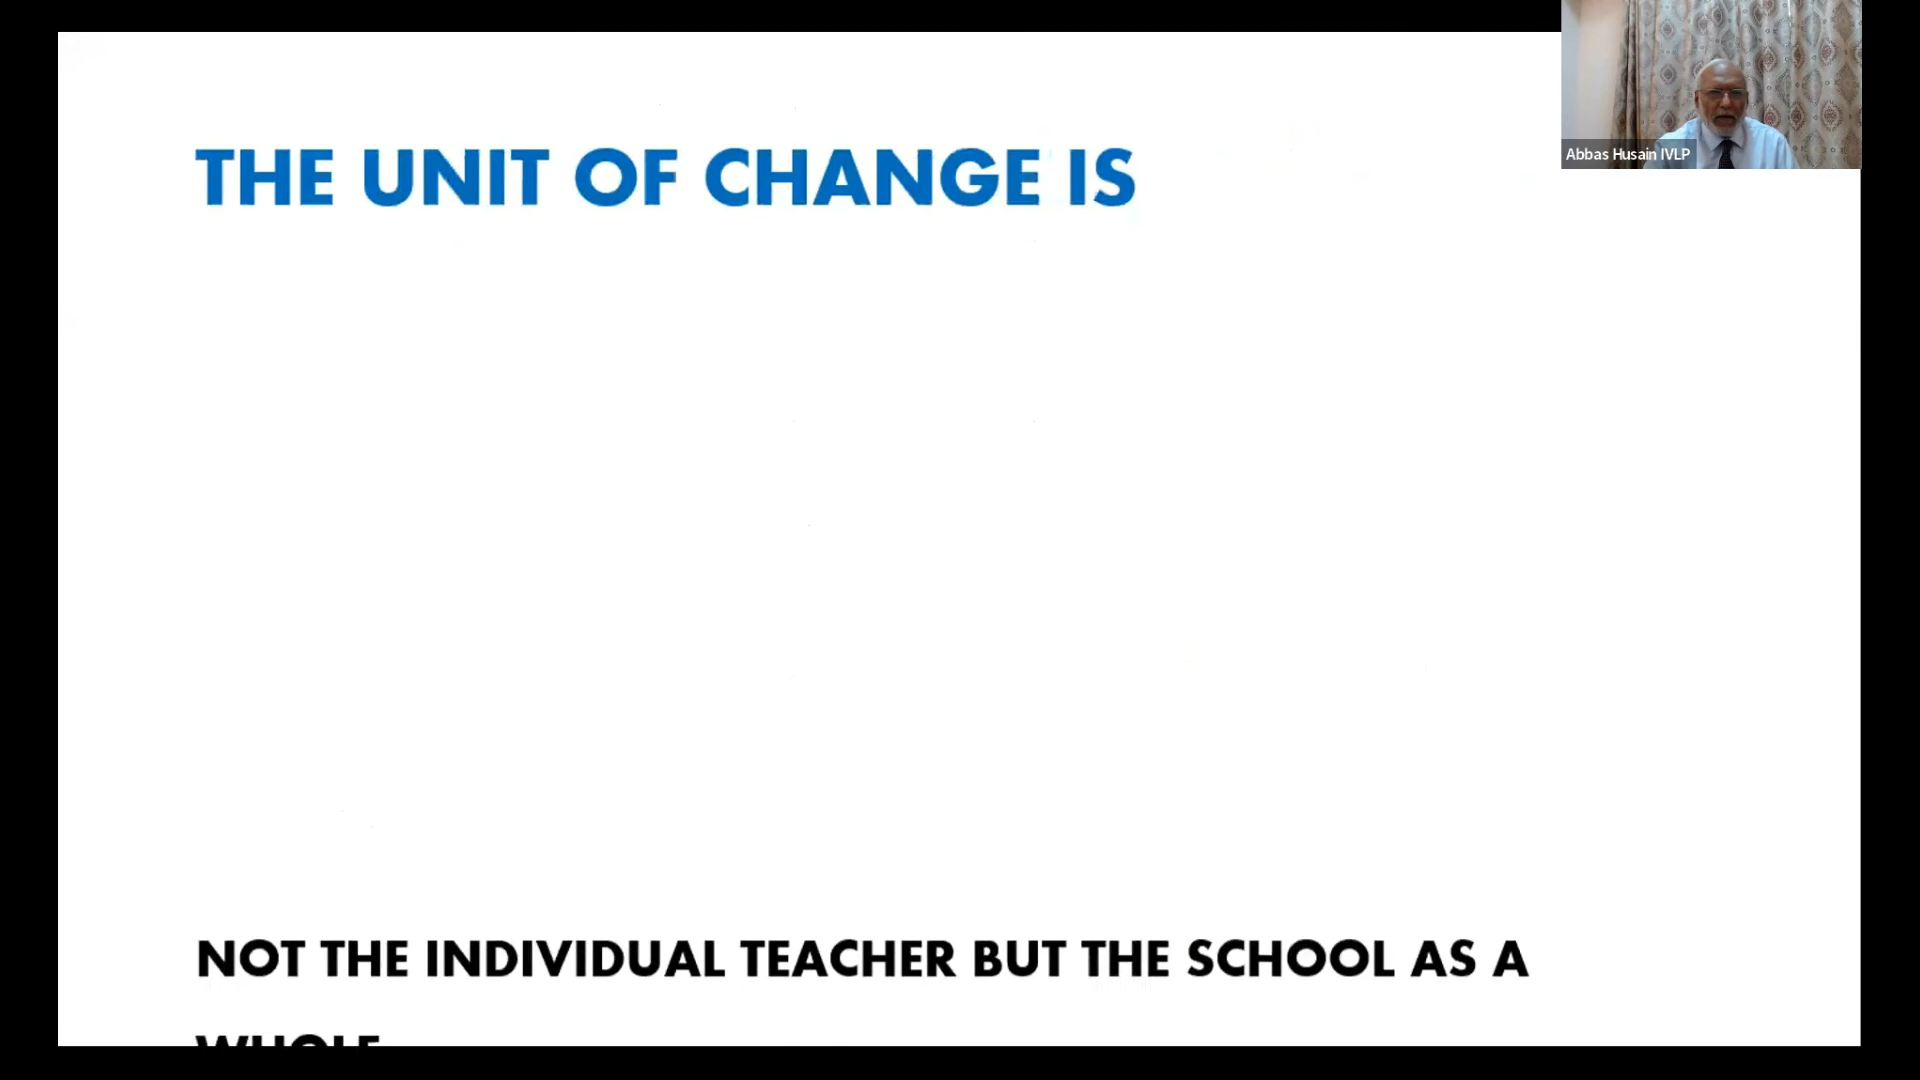 THE UNIT OF CHANGE IS
Abbas Husain IVLP
NOT THE INDIVIDUAL TEACHER BUT THE SCHOOL AS A
WHOLE